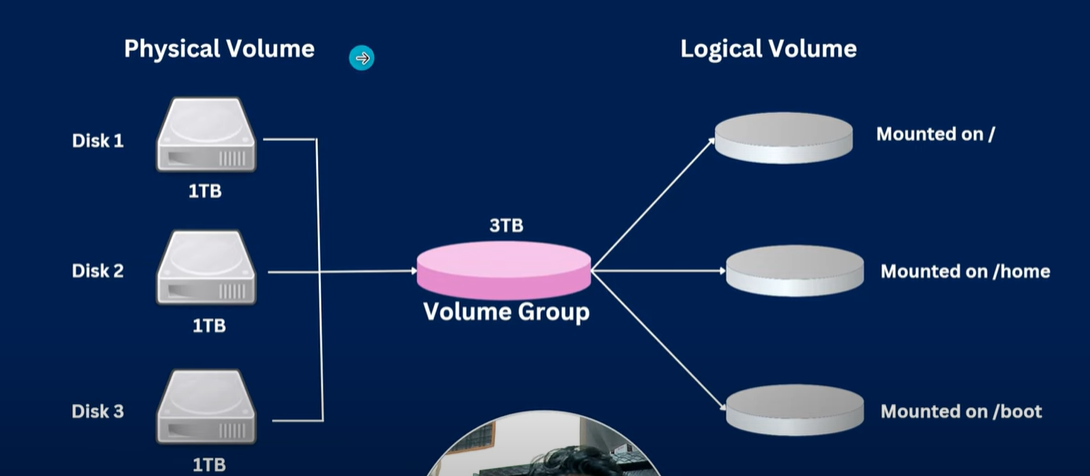 Physical Volume
Logical Volume
Disk 1
1TB
Mounted on /
3TB
Disk 2
1TB
Volume Group
Mounted on /home
Disk 3
1TB
Mounted on /boot